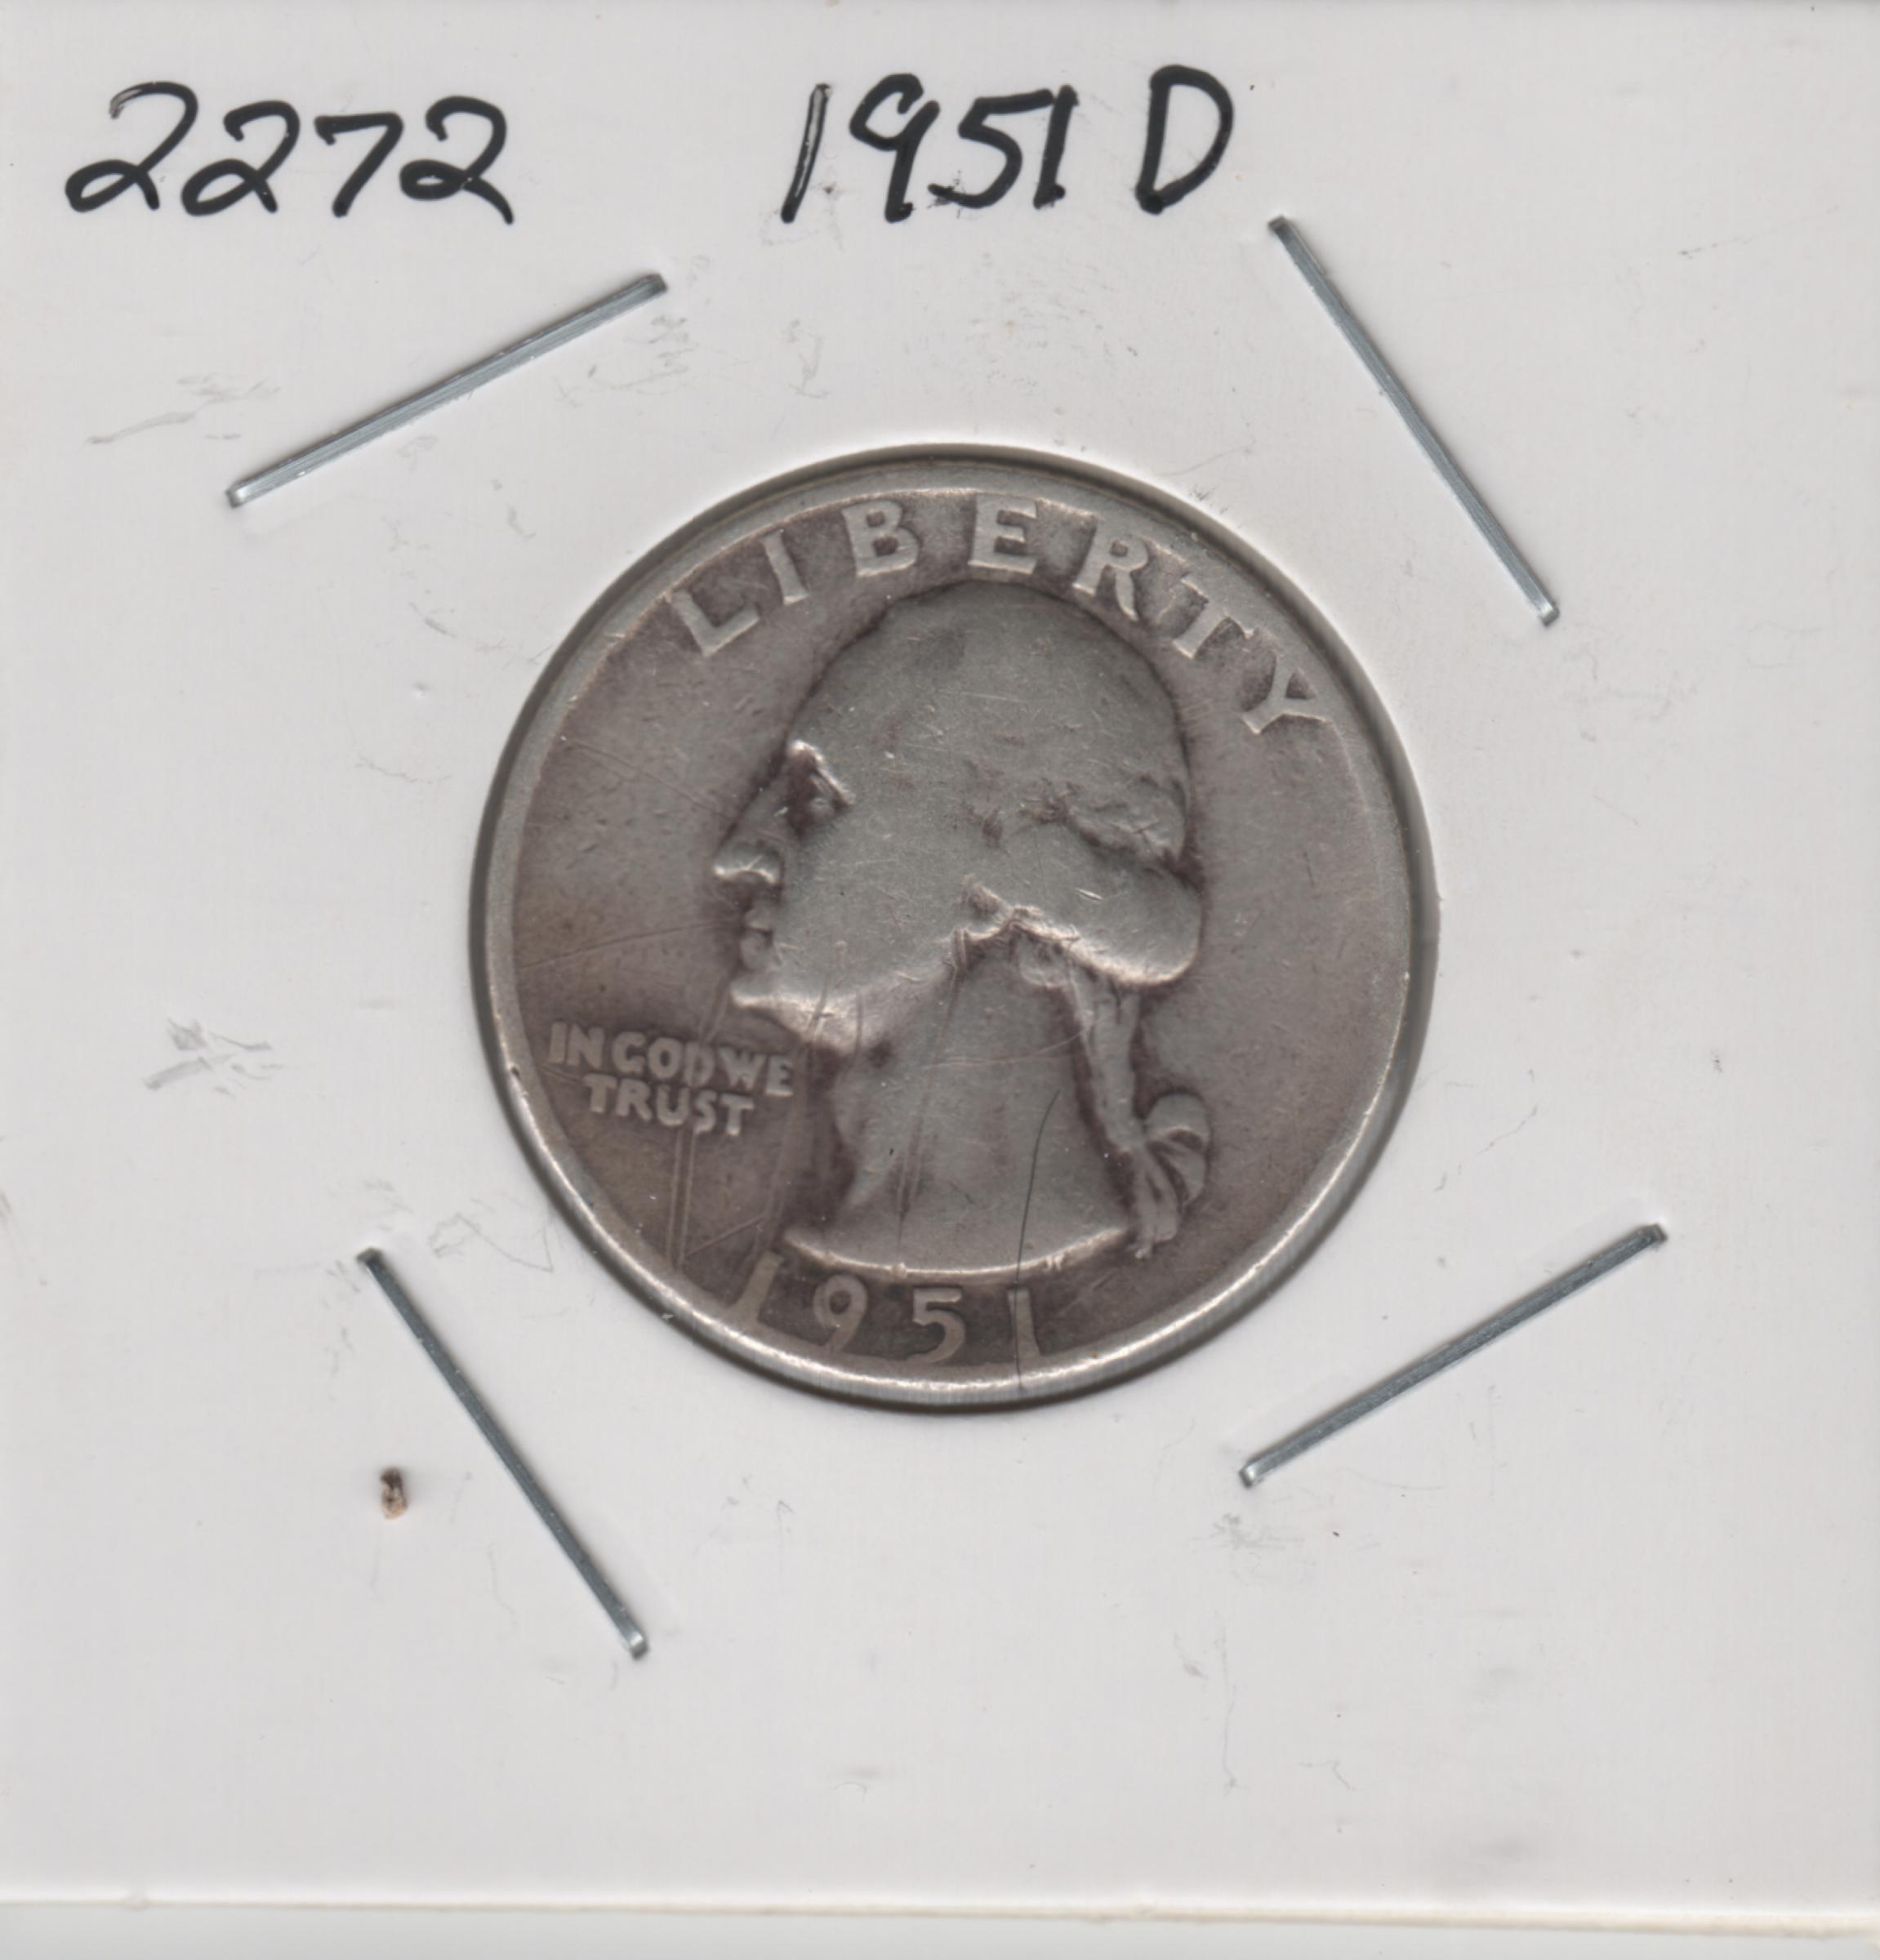 2272 1951 D
LIBERTY
IN GOD WE
TRUST
1951